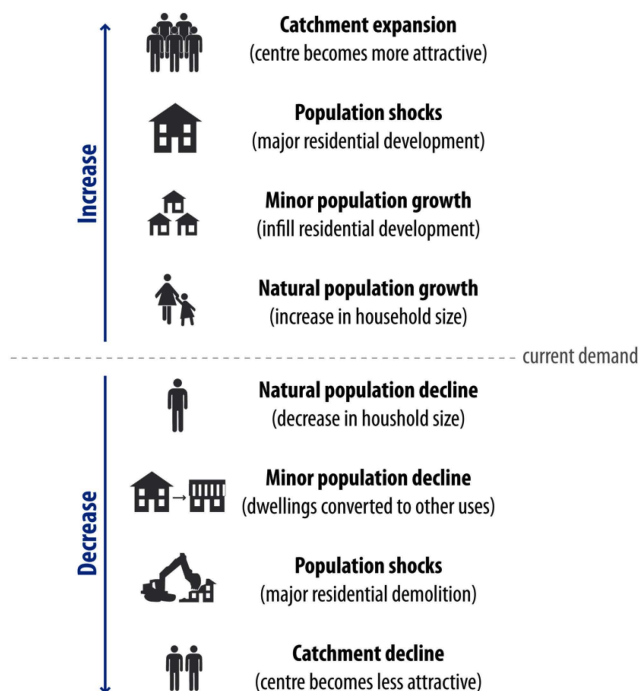 Catchment expansion
(centre becomes more attractive)
Population shocks
(major residential development)
Increase
Minor population growth
(infill residential development)
Natural population growth
(increase in household size)
current demand
Natural population decline
(decrease in houshold size)
Minor population decline
(dwellings converted to other uses)
Decrease
Population shocks
(major residential demolition)
Catchment decline
(centre becomes less attractive)